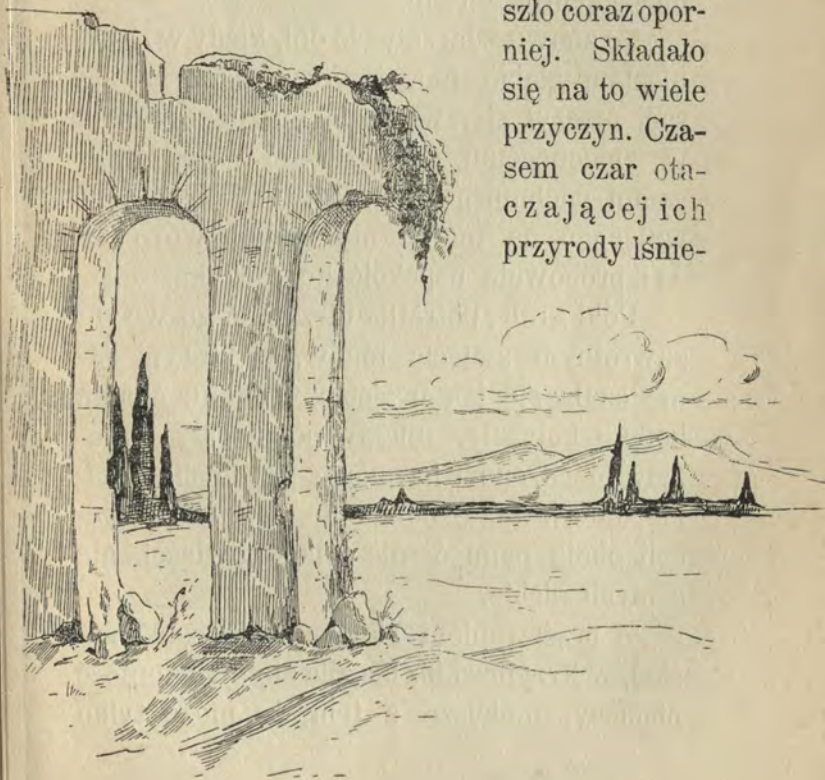 szło coraz opor-
niej. Składało
się na to wiele
przyczyn. Cza-
sem czar ota-
czającej ich
przyrody lśnie-